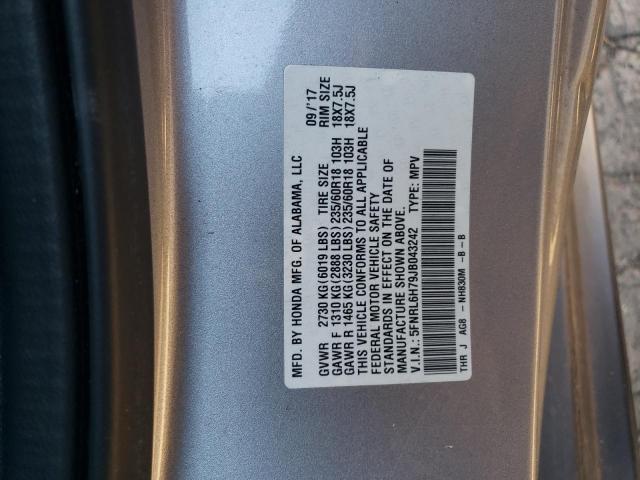 MFD. BY HONDA MFG. OF ALABAMA, LLC 09/'17
GVWR 2730 KG(6019 LBS) TIRE SIZE RIM SIZE
GAWR F 1310 KG(2888 LBS) 235/60R18 103H 18X7.5J
GAWR R 1465 KG(3230 LBS) 235/60R18 103H 18X7.5J
THIS VEHICLE CONFORMS TO ALL APPLICABLE
FEDERAL MOTOR VEHICLE SAFETY
STANDARDS IN EFFECT ON THE DATE OF
MANUFACTURE SHOWN ABOVE.
V.I.N.: 5FNRL6H79JB043242 TYPE: MPV
THR J AG8 - NH830M -B-B